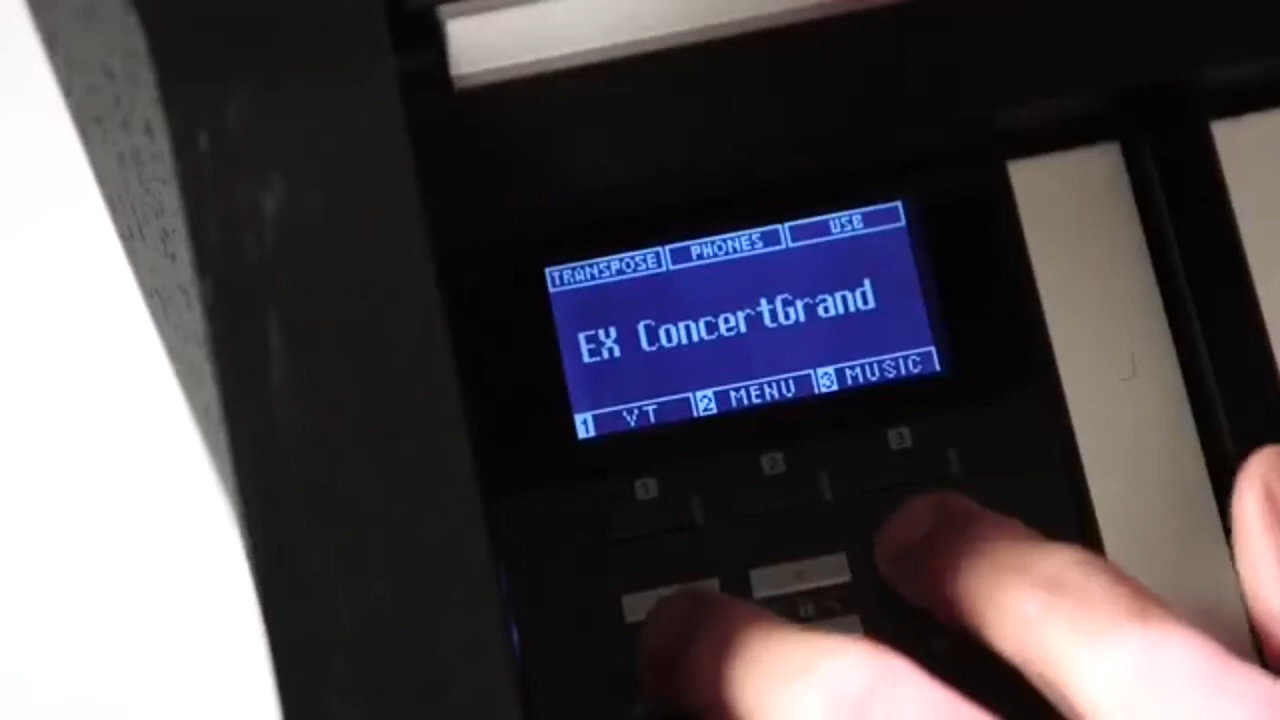 TRANSPOSE PHONES USB
EX ConcertGrand
1 VT 2 MENU 3 MUSIC
1 2 3